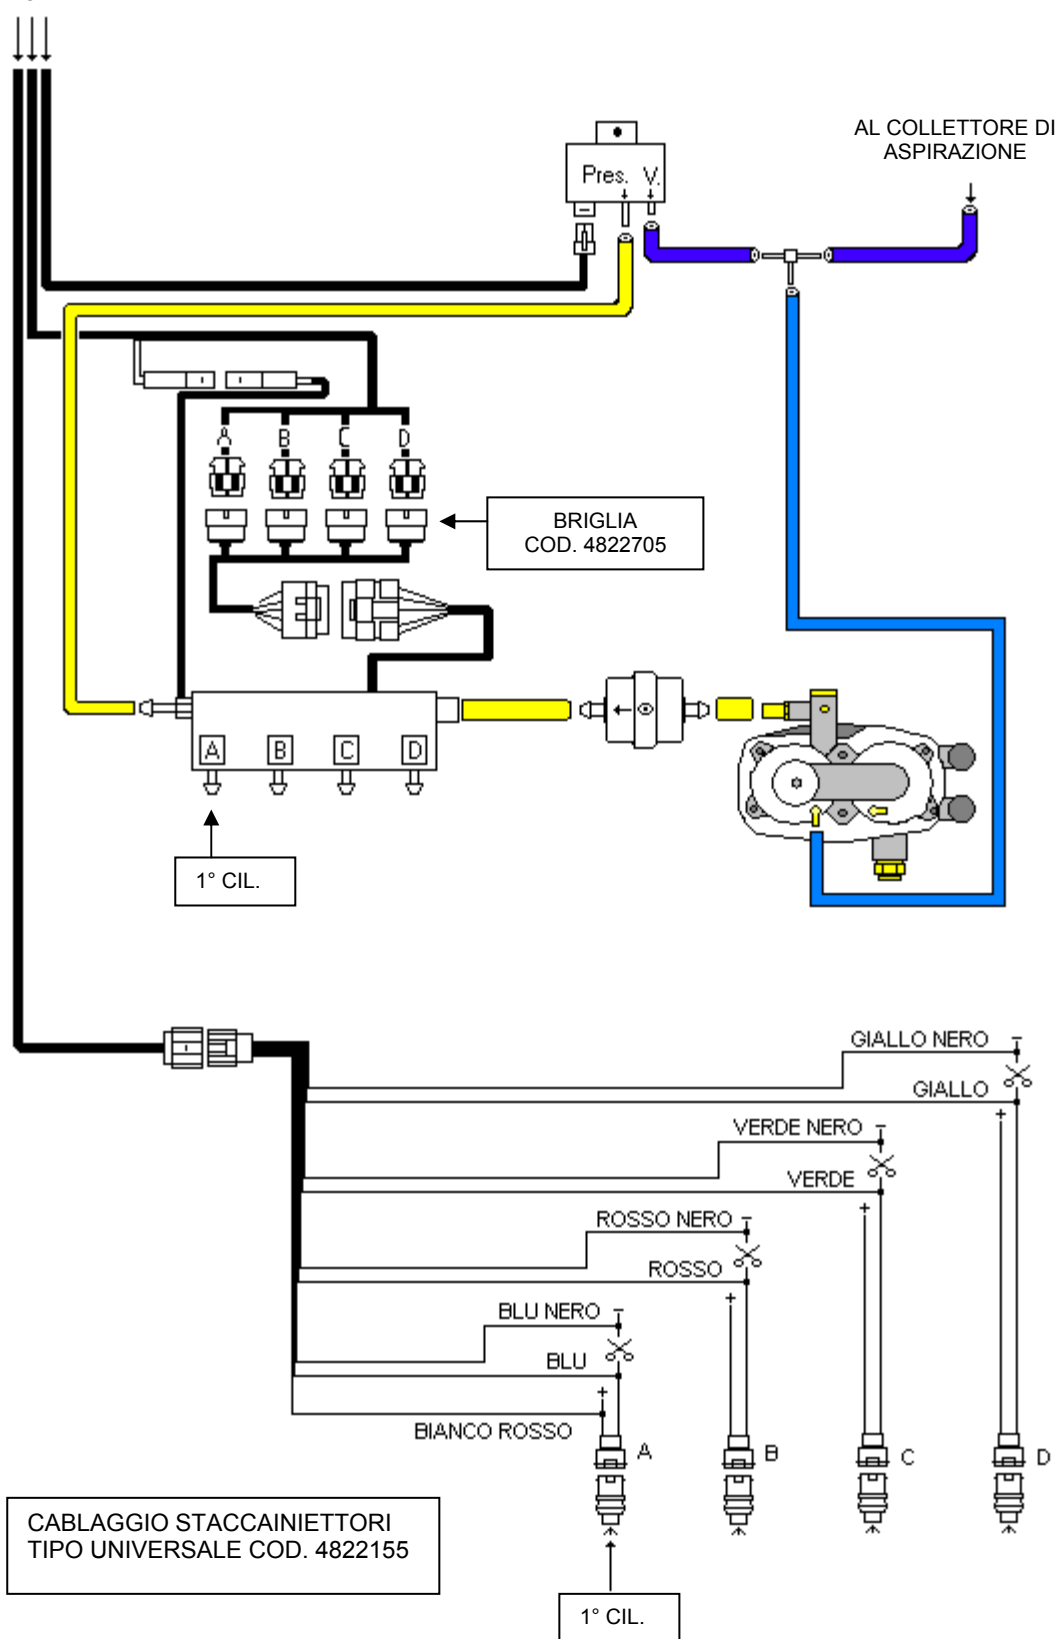 AL COLLETTORE DI
ASPIRAZIONE
Pres. V.
A B C D
BRIGLIA
COD. 4822705
A B C D
1° CIL.
GIALLO NERO
GIALLO
VERDE NERO
VERDE
ROSSO NERO
ROSSO
BLU NERO
BLU
BIANCO ROSSO
A B C D
CABLAGGIO STACCAINIETTORI
TIPO UNIVERSALE COD. 4822155
1° CIL.